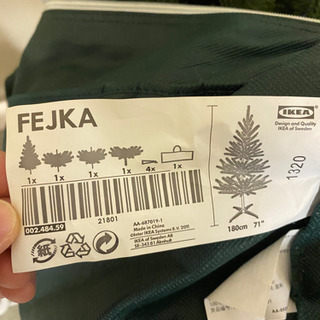 FEJKA
IKEA
Design and Quality
IKEA of Sweden
1x 1x 1x 1x 4x 1x
1320
21801
180cm 71"
002.484.59
AA-687019-1
Made in China
©Inter IKEA Systems B.V. 2011
IKEA of Sweden AB
SE-343 81 Älmhult
紙